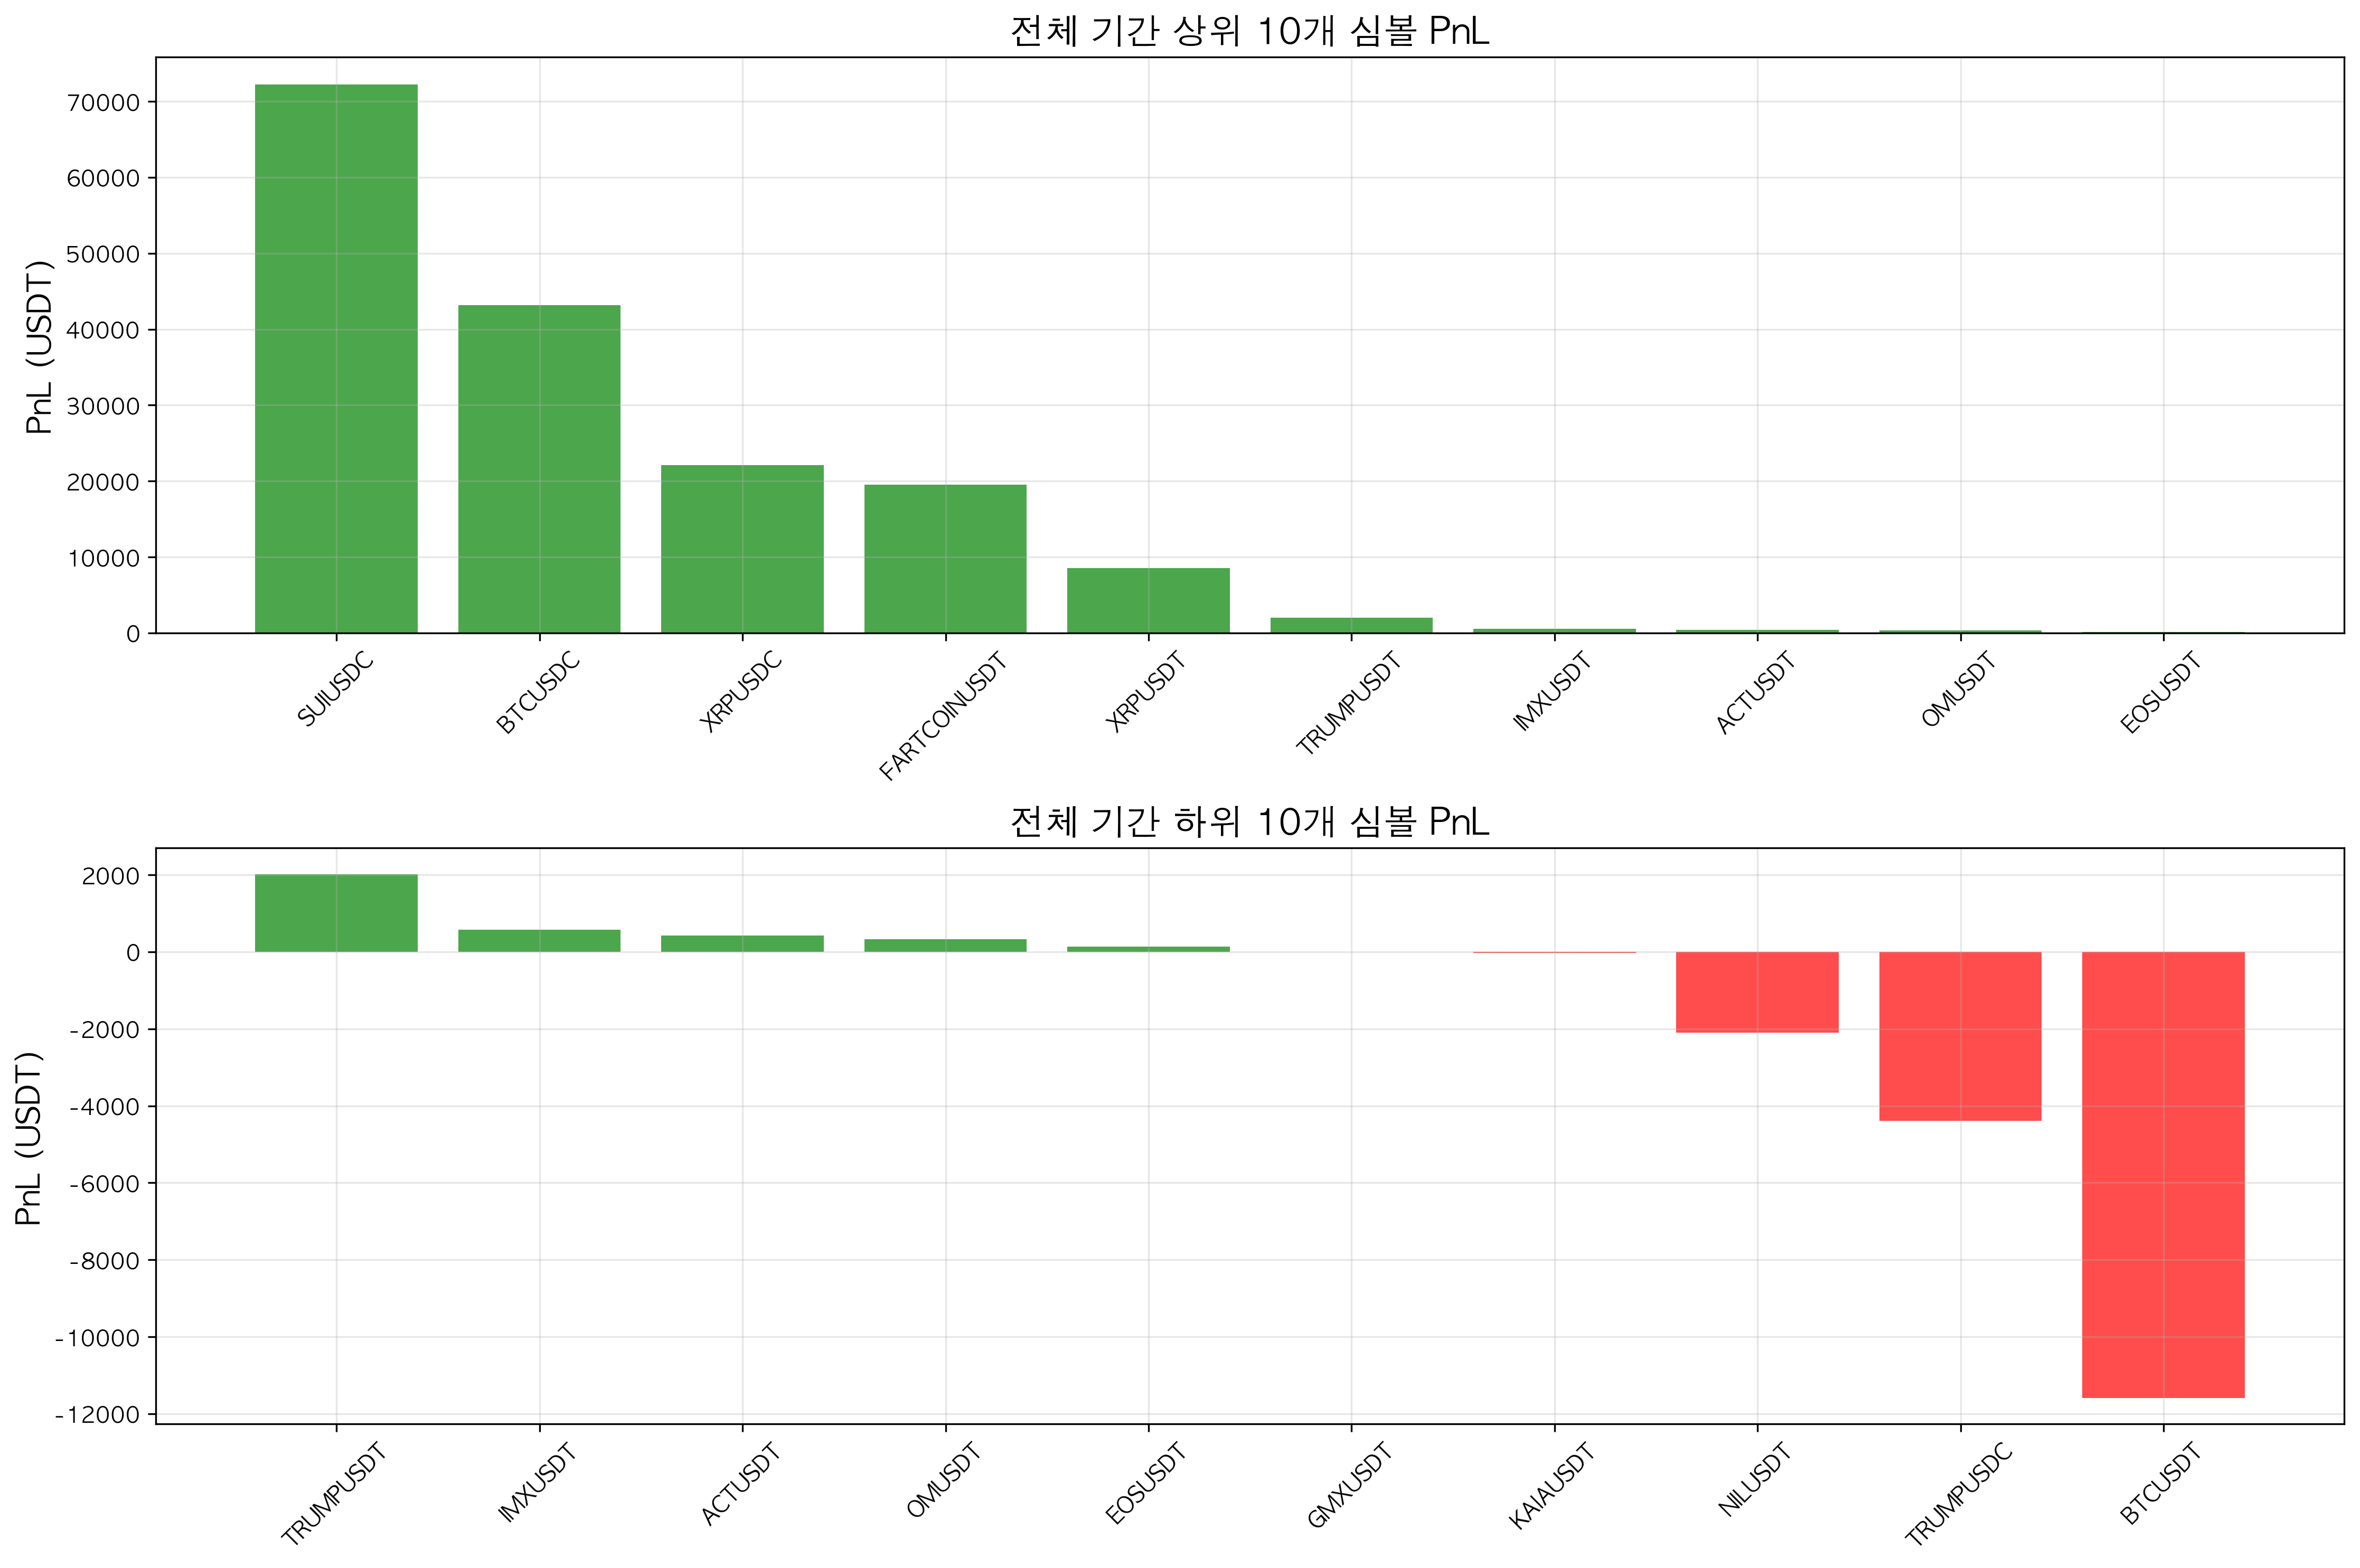 전체 기간 상위 10개 심볼 PnL
PnL (USDT)
70000
60000
50000
40000
30000
20000
10000
0
SUIUSDC
BTCUSDC
XRPUSDC
FARTCOINUSDT
XRPUSDT
TRUMPUSDT
IMXUSDT
ACTUSDT
OMUSDT
EOSUSDT
전체 기간 하위 10개 심볼 PnL
PnL (USDT)
2000
0
-2000
-4000
-6000
-8000
-10000
-12000
TRUMPUSDT
IMXUSDT
ACTUSDT
OMUSDT
EOSUSDT
GMXUSDT
KAIAUSDT
NILUSDT
TRUMPUSDC
BTCUSDT